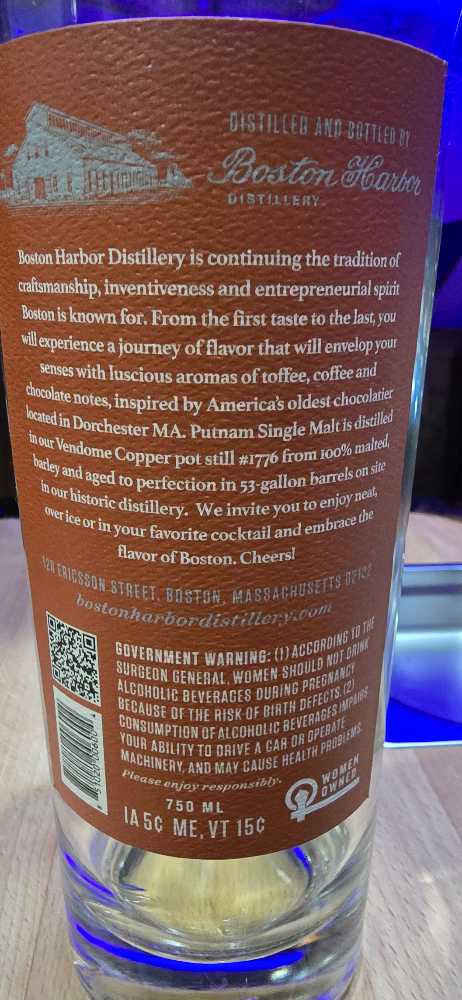 DISTILLED AND BOTTLED BY
Boston Harbor
DISTILLERY
Boston Harbor Distillery is continuing the tradition of
craftsmanship, inventiveness and entrepreneurial spirit
Boston is known for. From the first taste to the last, you
will experience a journey of flavor that will envelop your
senses with luscious aromas of toffee, coffee and
chocolate notes, inspired by America's oldest chocolatier
located in Dorchester MA. Putnam Single Malt is distilled
in our Vendome Copper pot still #1776 from 100% malted,
barley and aged to perfection in 53-gallon barrels on site
in our historic distillery. We invite you to enjoy neat,
over ice or in your favorite cocktail and embrace the
flavor of Boston. Cheers!
ERICSSON STREET, BOSTON, MASSACHUSETTS
bostonharbordistillery.com
GOVERNMENT WARNING: (1) ACCORDING TO THE
SURGEON GENERAL, WOMEN SHOULD NOT DRINK
ALCOHOLIC BEVERAGES DURING PREGNANCY
BECAUSE OF THE RISK OF BIRTH DEFECTS. (2)
CONSUMPTION OF ALCOHOLIC BEVERAGES IMPAIRS
YOUR ABILITY TO DRIVE A CAR OR OPERATE
MACHINERY, AND MAY CAUSE HEALTH PROBLEMS.
Please enjoy responsibly.
WOMEN
OWNED
750 ML
IA 5¢ ME, VT 15¢